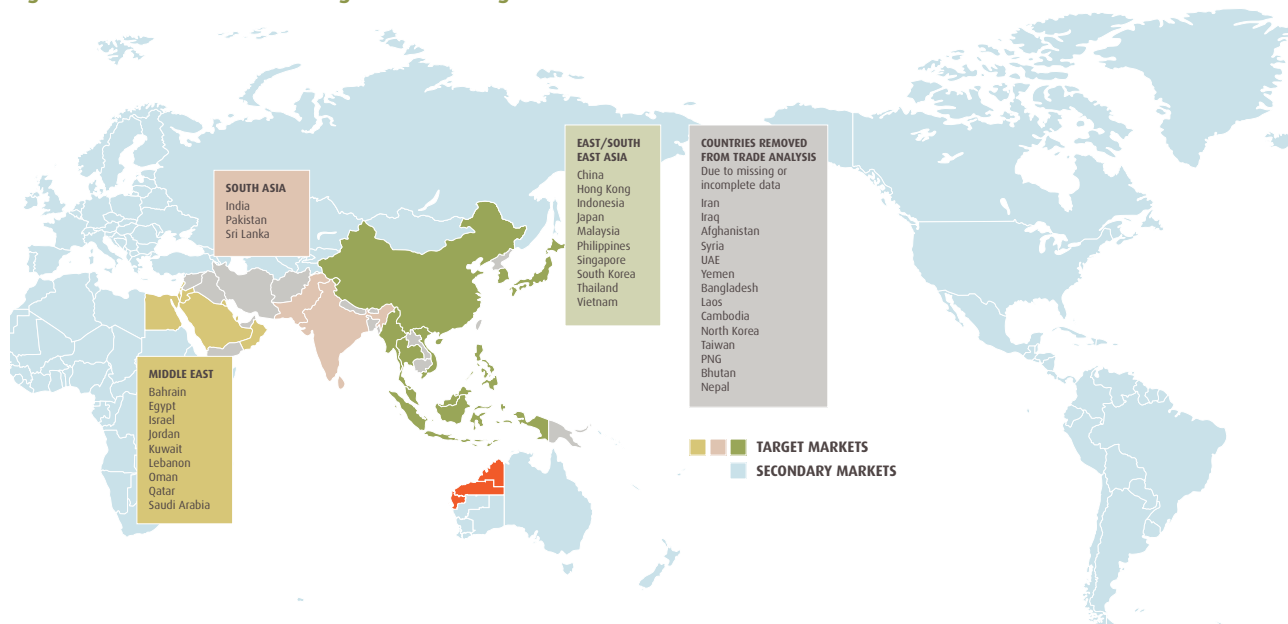 SOUTH ASIA
India
Pakistan
Sri Lanka
EAST/SOUTH
EAST ASIA
China
Hong Kong
Indonesia
Japan
Malaysia
Philippines
Singapore
South Korea
Thailand
Vietnam
COUNTRIES REMOVED
FROM TRADE ANALYSIS
Due to missing or
incomplete data
Iran
Iraq
Afghanistan
Syria
UAE
Yemen
Bangladesh
Laos
Cambodia
North Korea
Taiwan
PNG
Bhutan
Nepal
MIDDLE EAST
Bahrain
Egypt
Israel
Jordan
Kuwait
Lebanon
Oman
Qatar
Saudi Arabia
TARGET MARKETS
SECONDARY MARKETS